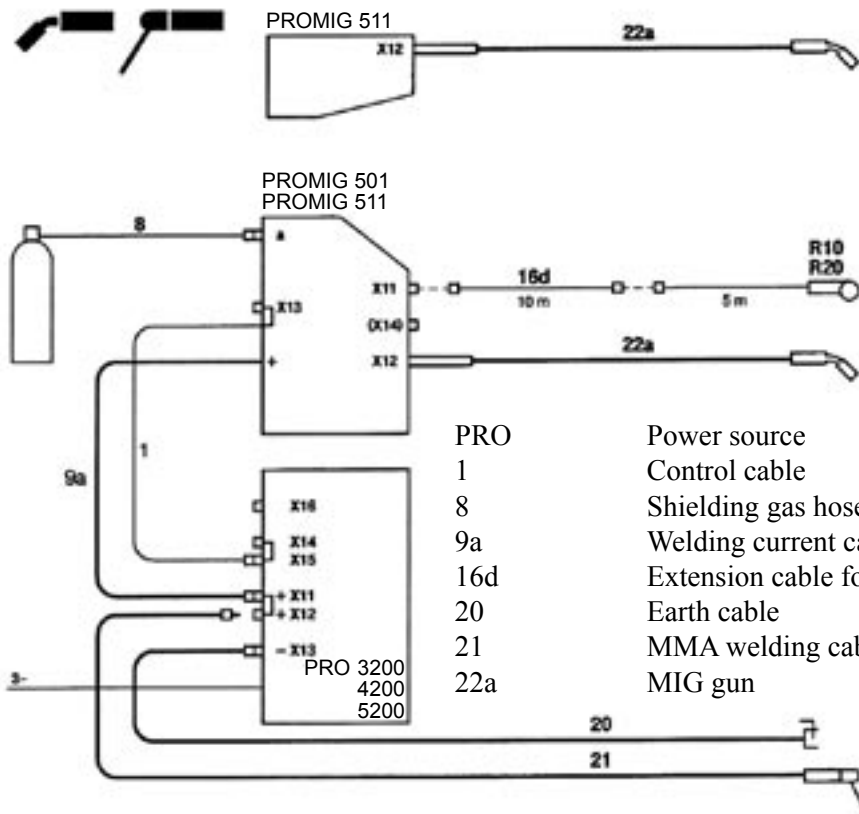 PROMIG 511
X12
22a
PROMIG 501
PROMIG 511
8
a
R10
R20
X11
16d
10 m
5 m
X13
(X14)
22a
+
X12
1
9a
X16
X14
X15
+ X11
+ X12
- X13
PRO 3200
4200
5200
3~
20
21
PRO Power source
1 Control cable
8 Shielding gas hose
9a Welding current
16d Extension cable
20 Earth cable
21 MMA welding
22a MIG gun